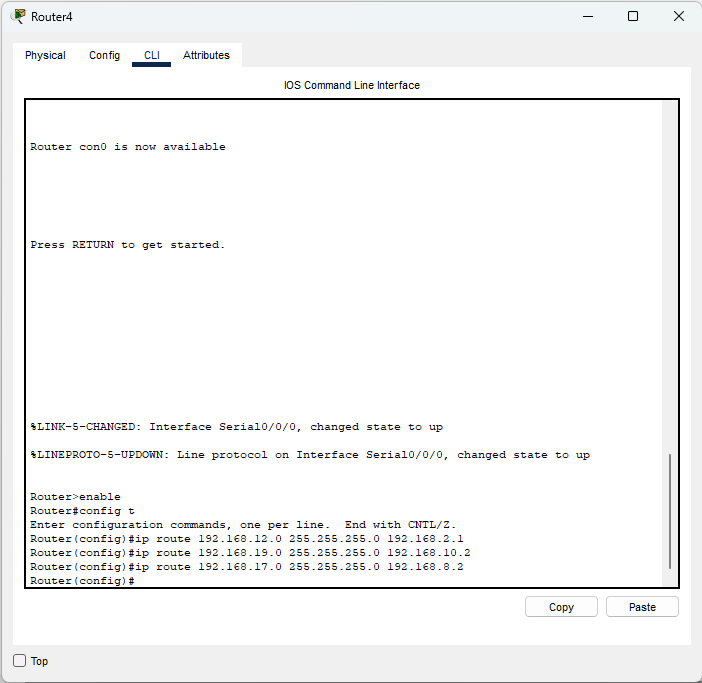 Router4
Physical Config CLI Attributes
IOS Command Line Interface
Router con0 is now available
Press RETURN to get started.
%LINK-5-CHANGED: Interface Serial0/0/0, changed state to up
%LINEPROTO-5-UPDOWN: Line protocol on Interface Serial0/0/0, changed state to up
Router>enable
Router#config t
Enter configuration commands, one per line.  End with CNTL/Z.
Router(config)#ip route 192.168.12.0 255.255.255.0 192.168.2.1
Router(config)#ip route 192.168.19.0 255.255.255.0 192.168.10.2
Router(config)#ip route 192.168.17.0 255.255.255.0 192.168.8.2
Router(config)#
Copy Paste
Top